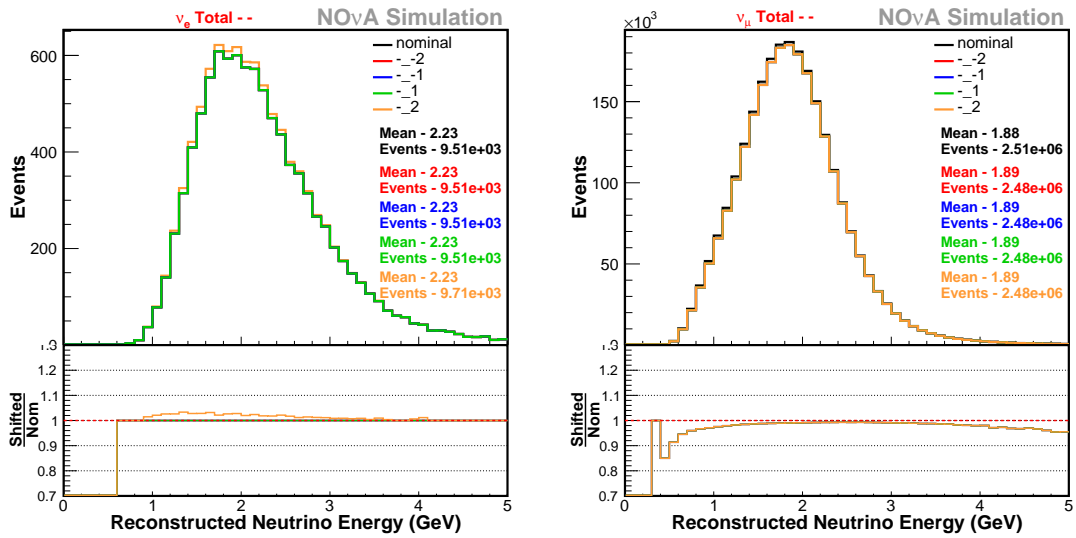 ν_e Total - - NOνA Simulation
nominal
-_-2
-_-1
-_1
-_2
Mean - 2.23
Events - 9.51e+03
Mean - 2.23
Events - 9.51e+03
Mean - 2.23
Events - 9.51e+03
Mean - 2.23
Events - 9.51e+03
Mean - 2.23
Events - 9.71e+03
Events
600
400
200
Shifted
Nom
1.3
1.2
1.1
1
0.9
0.8
0.7
0 1 2 3 4 5
Reconstructed Neutrino Energy (GeV)
ν_μ Total - - NOνA Simulation
×10³
nominal
-_-2
-_-1
-_1
-_2
Mean - 1.88
Events - 2.51e+06
Mean - 1.89
Events - 2.48e+06
Mean - 1.89
Events - 2.48e+06
Mean - 1.89
Events - 2.48e+06
Mean - 1.89
Events - 2.48e+06
Events
150
100
50
0
Shifted
Nom
1.3
1.2
1.1
1
0.9
0.8
0.7
0 1 2 3 4 5
Reconstructed Neutrino Energy (GeV)